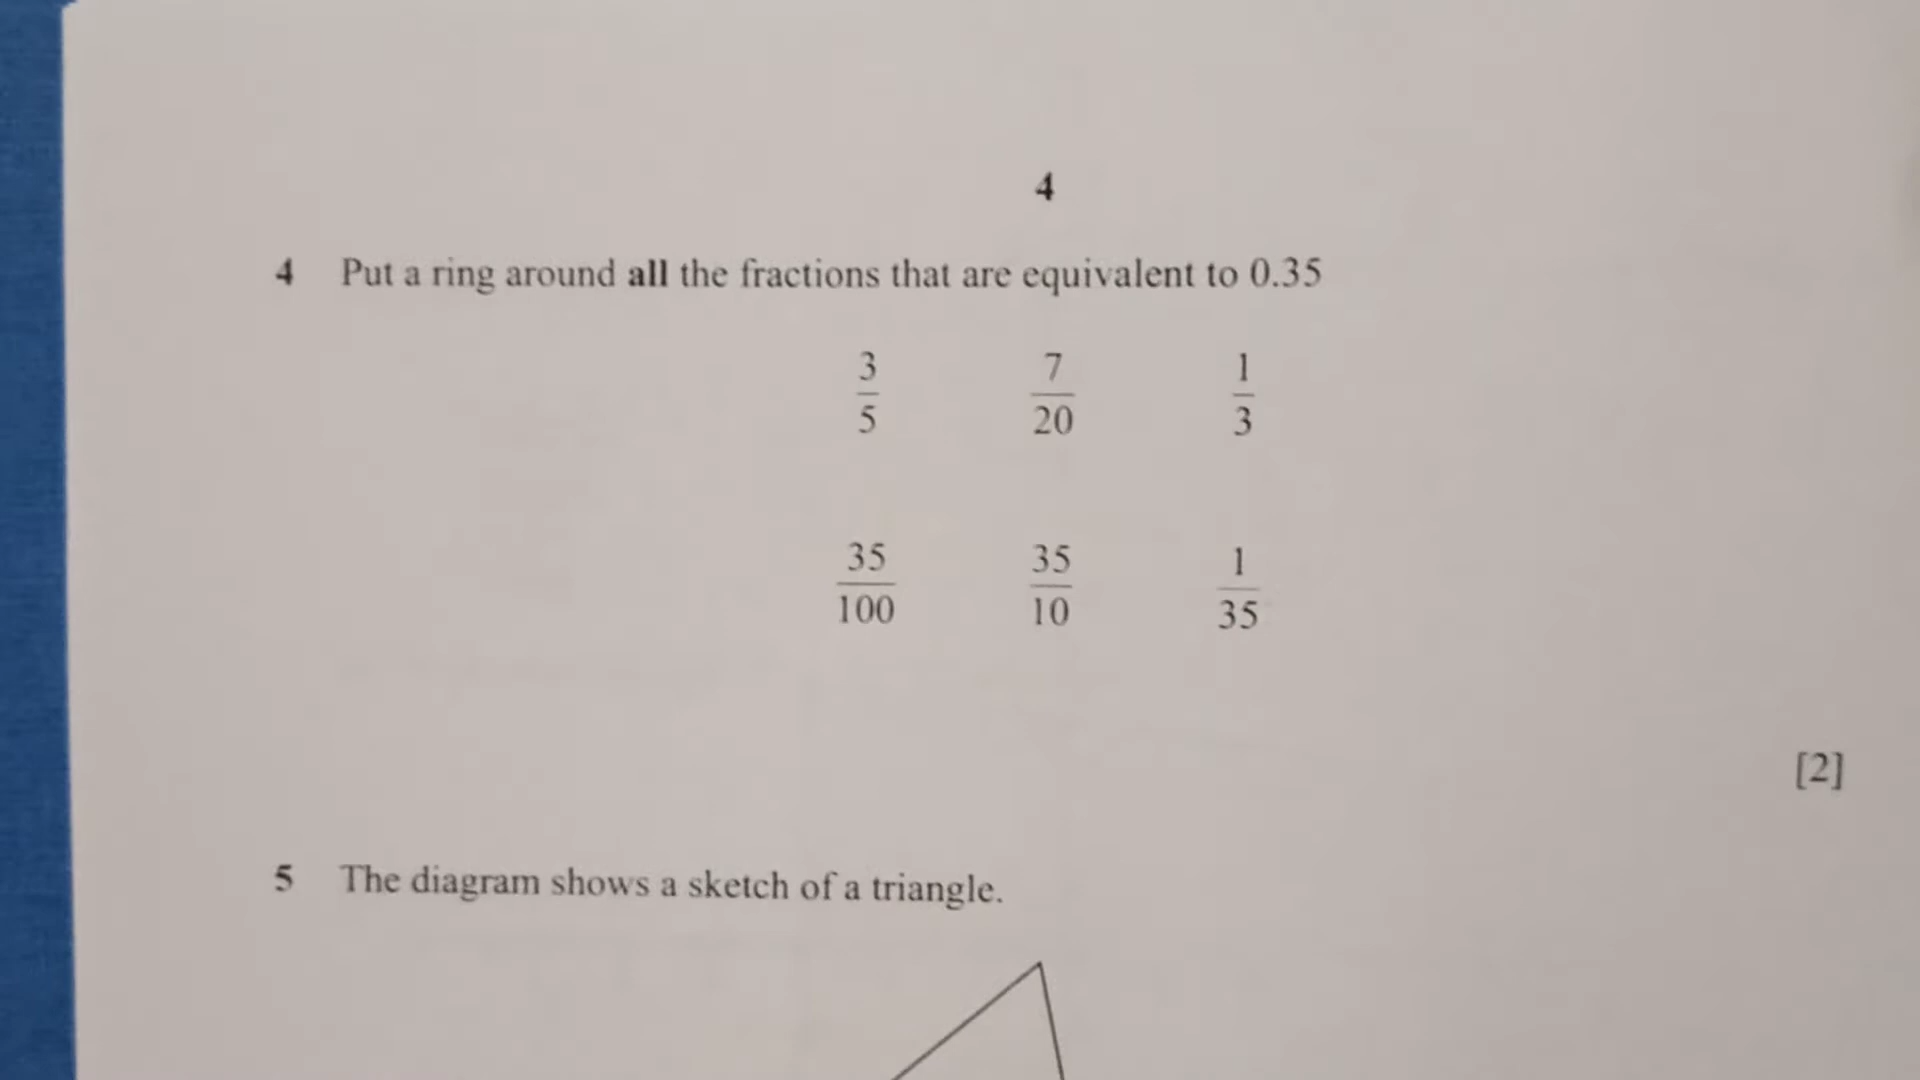 4
4 Put a ring around all the fractions that are equivalent to 0.35
3/5 7/20 1/3
35/100 35/10 1/35
[2]
5 The diagram shows a sketch of a triangle.